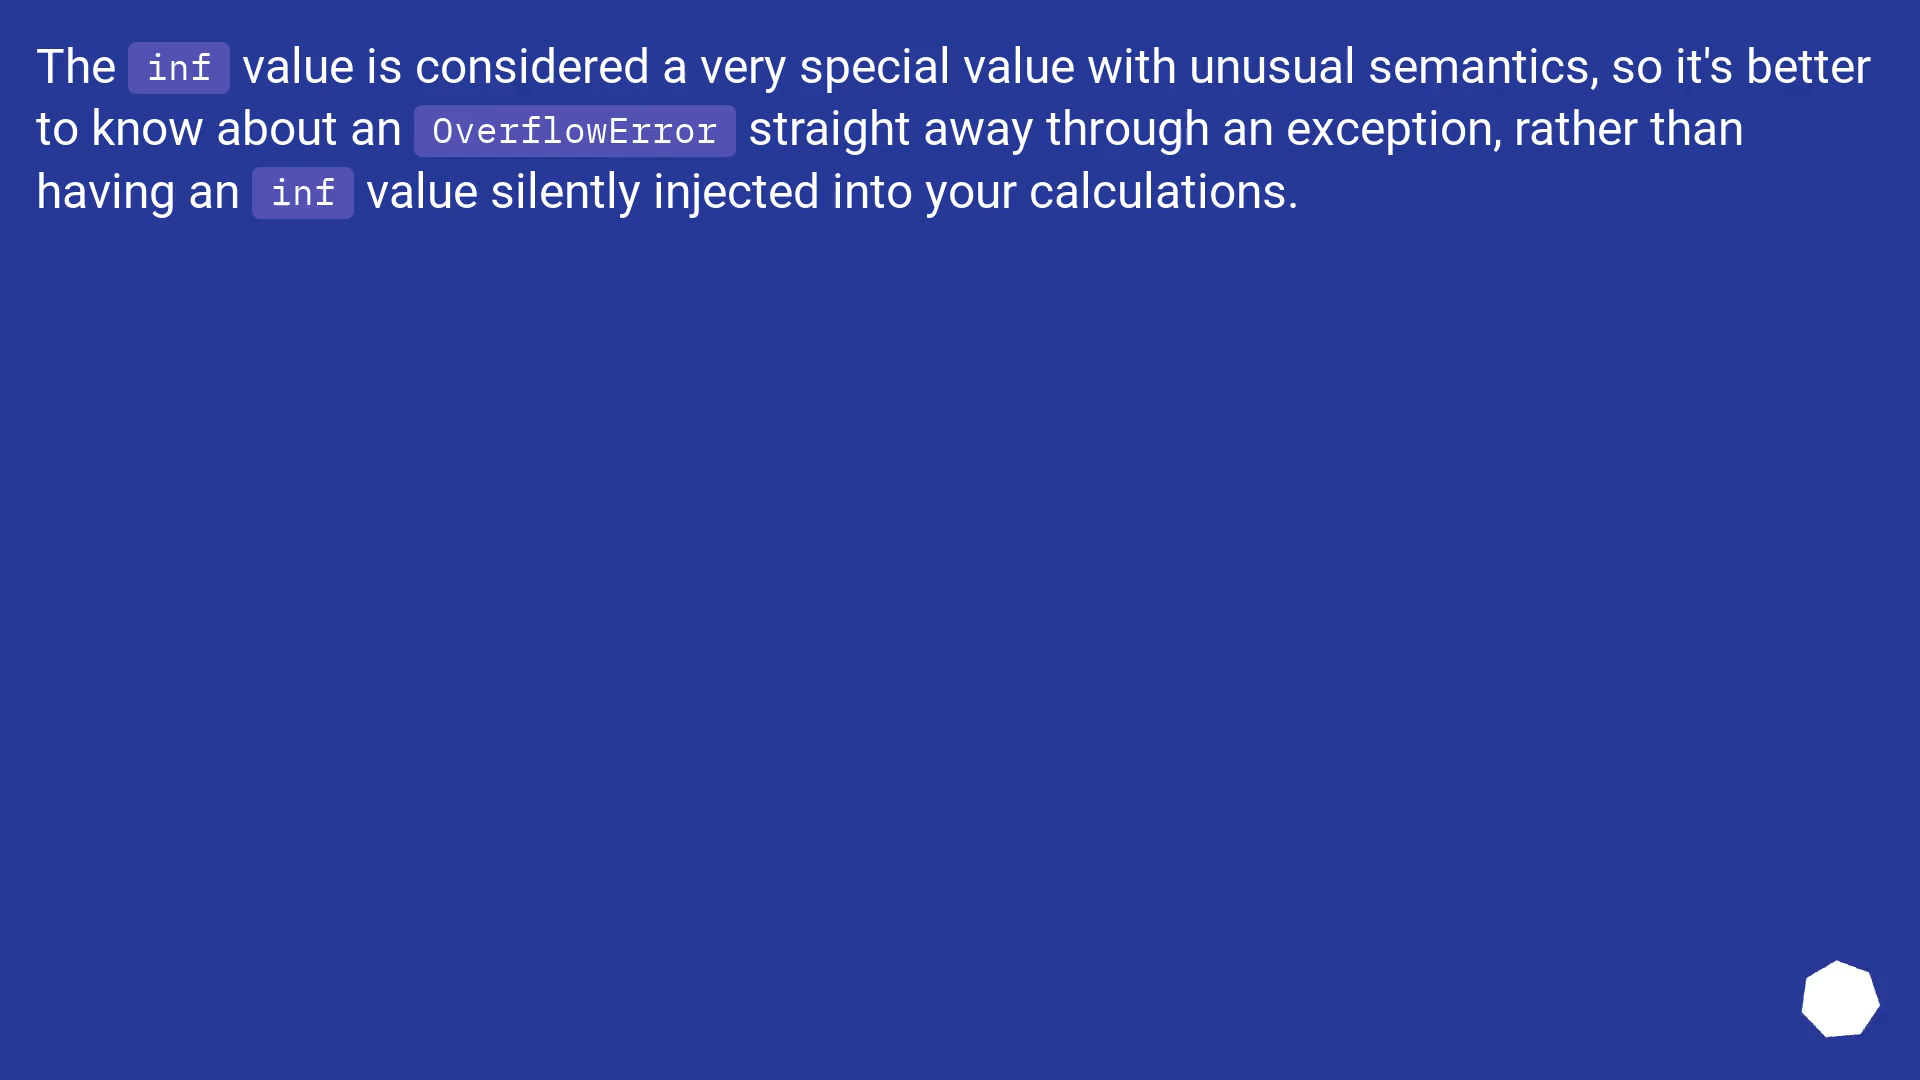 The inf value is considered a very special value with unusual semantics, so it's better
to know about an OverflowError straight away through an exception, rather than
having an inf value silently injected into your calculations.